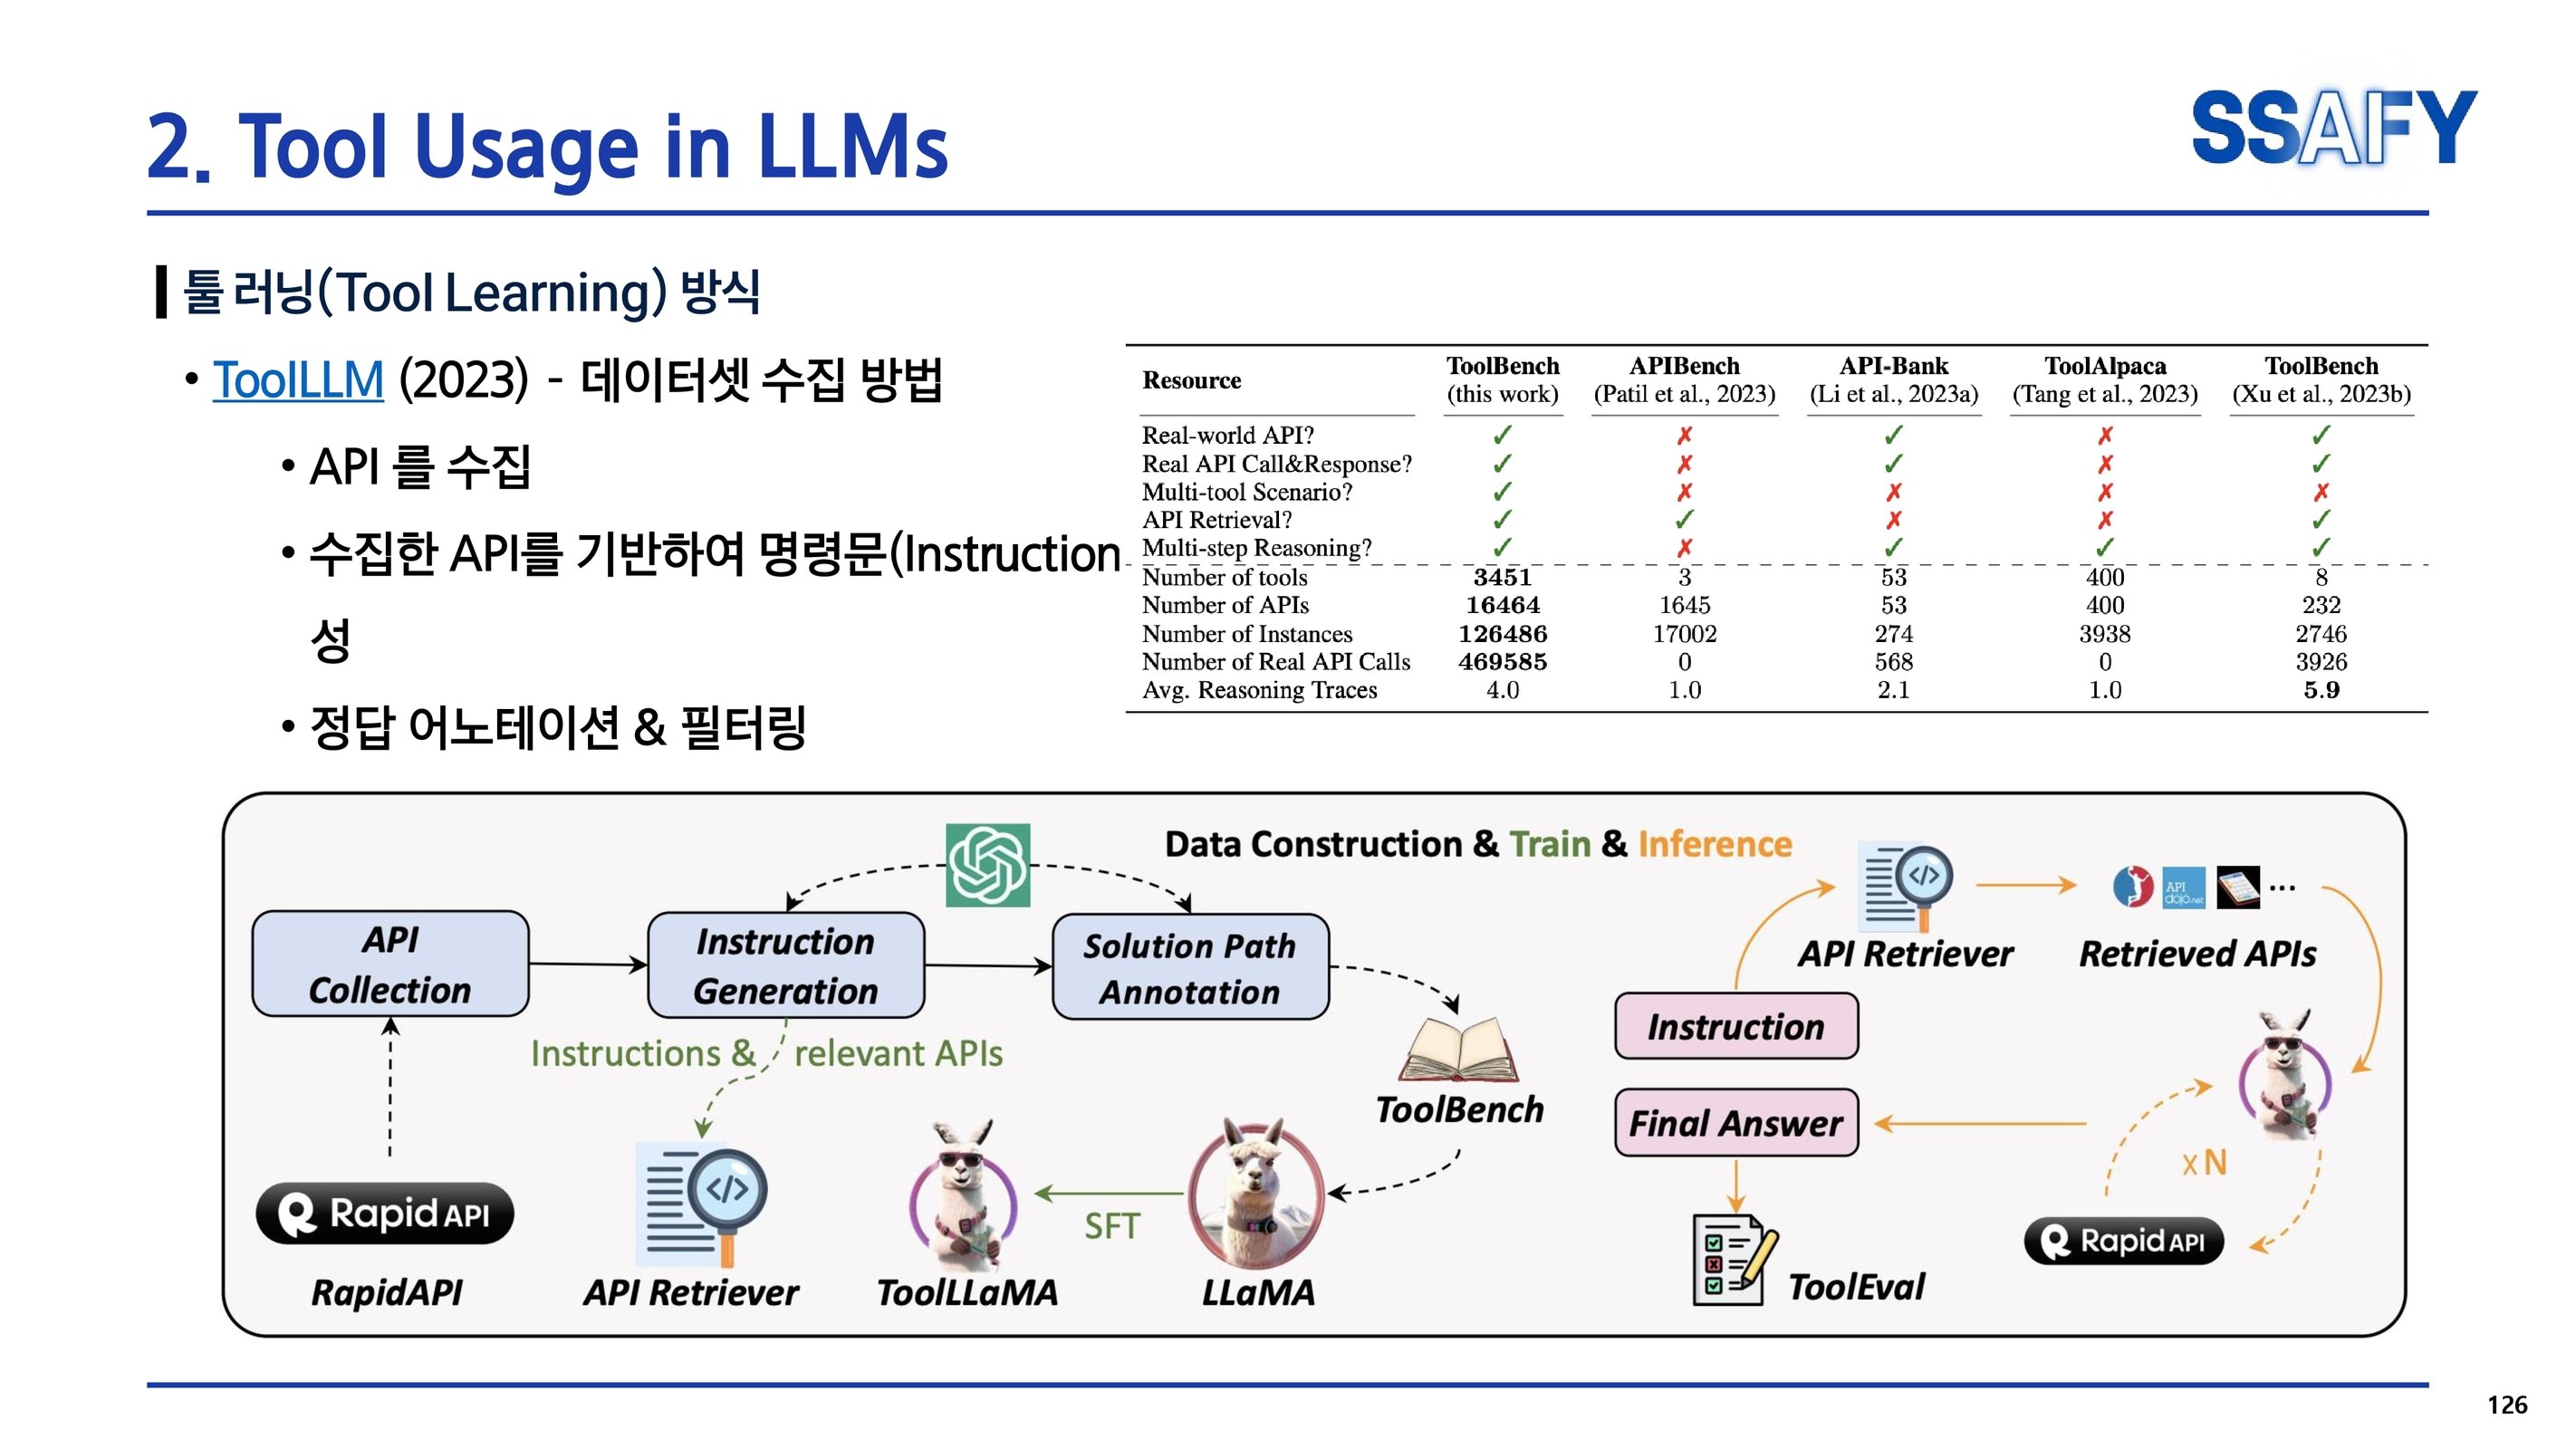 2. Tool Usage in LLMs
SSAFY
툴 러닝(Tool Learning) 방식
• ToolLLM (2023) - 데이터셋 수집 방법
• API 를 수집
• 수집한 API를 기반하여 명령문(Instruction
성
• 정답 어노테이션 & 필터링
Resource ToolBench (this work) APIBench (Patil et al., 2023) API-Bank (Li et al., 2023a) ToolAlpaca (Tang et al., 2023) ToolBench (Xu et al., 2023b)
Real-world API? ✓ ✗ ✓ ✗ ✓
Real API Call&Response? ✓ ✗ ✓ ✗ ✓
Multi-tool Scenario? ✓ ✗ ✗ ✗ ✗
API Retrieval? ✓ ✓ ✗ ✗ ✓
Multi-step Reasoning? ✓ ✗ ✓ ✓ ✓
Number of tools 3451 3 53 400 8
Number of APIs 16464 1645 53 400 232
Number of Instances 126486 17002 274 3938 2746
Number of Real API Calls 469585 0 568 0 3926
Avg. Reasoning Traces 4.0 1.0 2.1 1.0 5.9
Data Construction & Train & Inference
API
Collection
Instruction
Generation
Solution Path
Annotation
Instructions & relevant APIs
ToolBench
Rapid API
RapidAPI
API Retriever
ToolLLaMA
SFT
LLaMA
API Retriever
API
dojo.net
...
Retrieved APIs
Instruction
Final Answer
x N
Rapid API
ToolEval
126